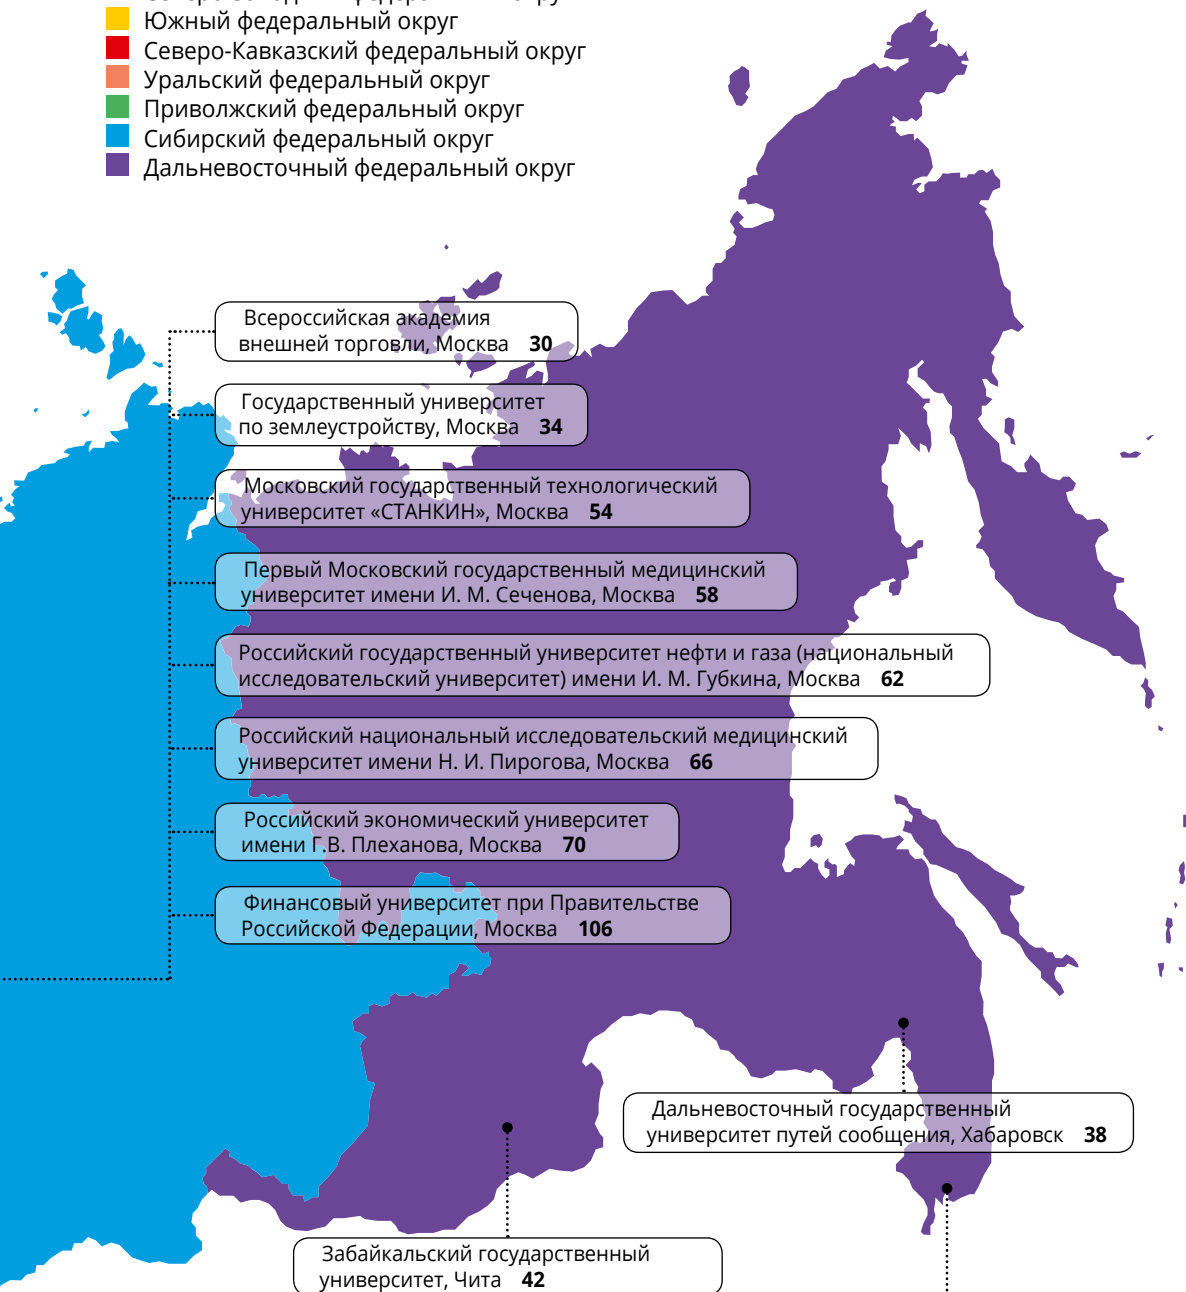 Южный федеральный округ
Северо-Кавказский федеральный округ
Уральский федеральный округ
Приволжский федеральный округ
Сибирский федеральный округ
Дальневосточный федеральный округ
Всероссийская академия
внешней торговли, Москва 30
Государственный университет
по землеустройству, Москва 34
Московский государственный технологический
университет «СТАНКИН», Москва 54
Первый Московский государственный медицинский
университет имени И. М. Сеченова, Москва 58
Российский государственный университет нефти и газа (национальный
исследовательский университет) имени И. М. Губкина, Москва 62
Российский национальный исследовательский медицинский
университет имени Н. И. Пирогова, Москва 66
Российский экономический университет
имени Г.В. Плеханова, Москва 70
Финансовый университет при Правительстве
Российской Федерации, Москва 106
Дальневосточный государственный
университет путей сообщения, Хабаровск 38
Забайкальский государственный
университет, Чита 42